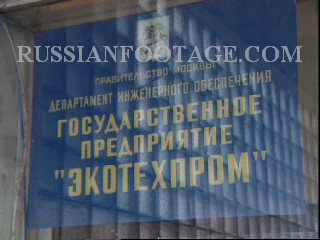 RUSSIANFOOTAGE.COM
ПРАВИТЕЛЬСТВО МОСКВЫ
ДЕПАРТАМЕНТ ИНЖЕНЕРНОГО ОБЕСПЕЧЕНИЯ
ГОСУДАРСТВЕННОЕ
ПРЕДПРИЯТИЕ
"ЭКОТЕХПРОМ"